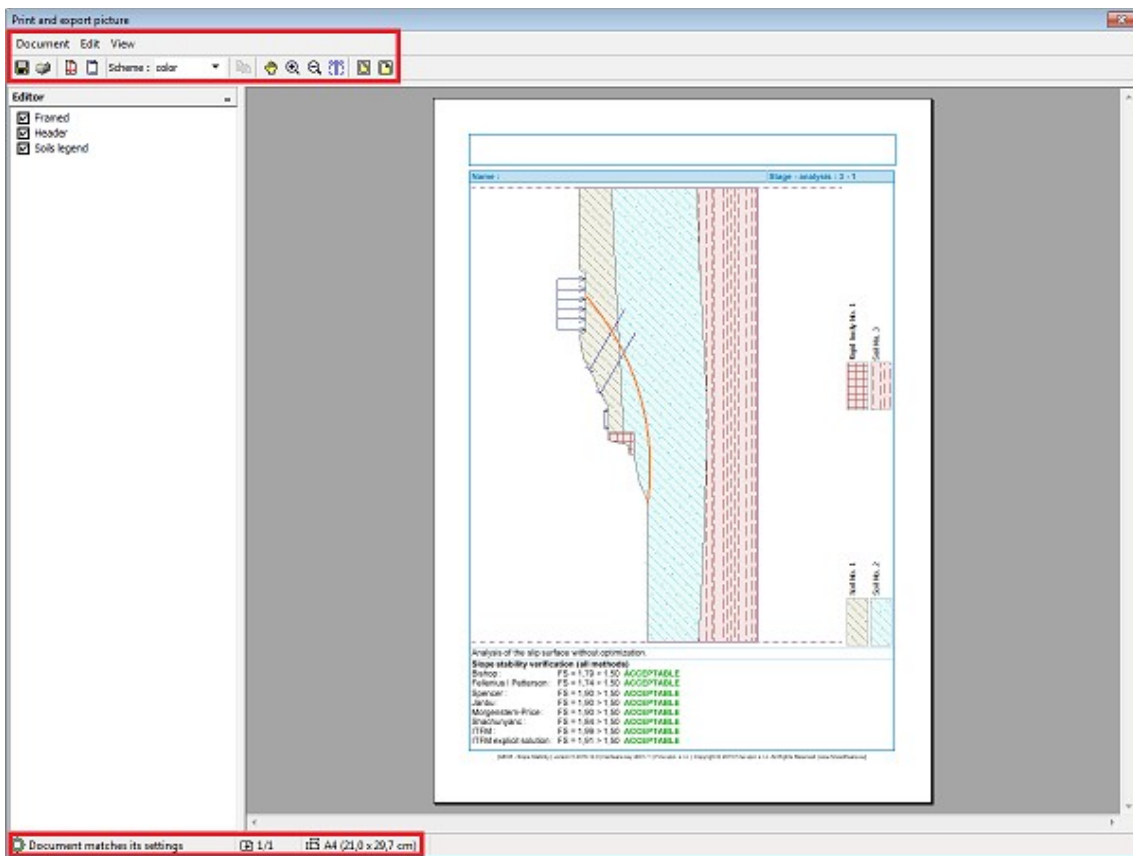 Print and export picture
Document Edit View
Scheme : color
Editor
Framed
Header
Soils legend
Name :
Stage - analysis : 3 - 1
Rigid body No. 1
Soil No. 3
Soil No. 1
Soil No. 2
Analysis of the slip surface without optimization.
Slope stability verification (all methods)
Bishop : FS = 1,79 > 1,50 ACCEPTABLE
Fellenius / Petterson : FS = 1,74 > 1,50 ACCEPTABLE
Spencer : FS = 1,90 > 1,50 ACCEPTABLE
Janbu : FS = 1,90 > 1,50 ACCEPTABLE
Morgenstern-Price : FS = 1,90 > 1,50 ACCEPTABLE
Shachunyanc : FS = 1,64 > 1,50 ACCEPTABLE
ITFM : FS = 1,99 > 1,50 ACCEPTABLE
ITFM explicit solution : FS = 1,91 > 1,50 ACCEPTABLE
Document matches its settings 1/1 A4 (21,0 x 29,7 cm)